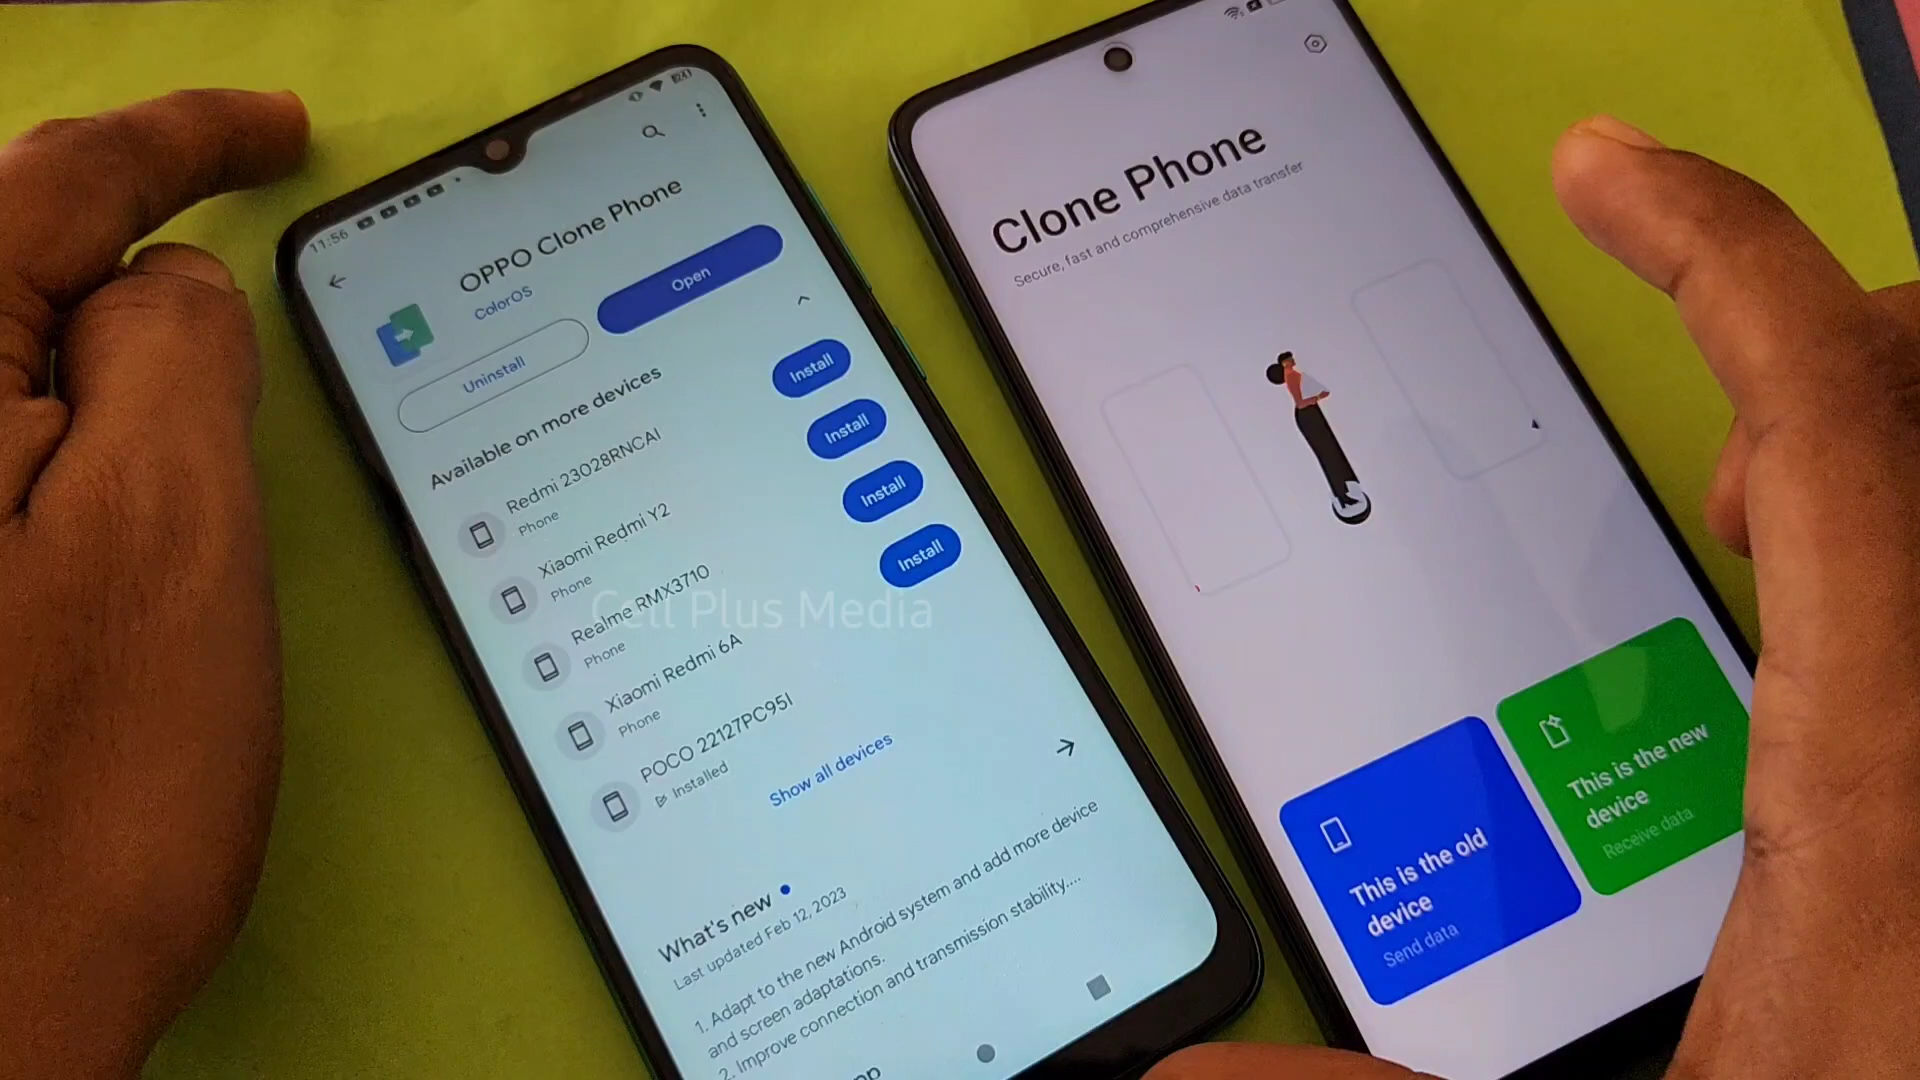 11:56
OPPO Clone Phone
ColorOS
Uninstall
Open
Available on more devices
Redmi 23028RNCAI
Phone
Install
Xiaomi Redmi Y2
Phone
Install
Realme RMX3710
Phone
Install
Xiaomi Redmi 6A
Phone
Install
POCO 22127PC95I
Installed
Show all devices
What's new
Last updated Feb 12, 2023
1. Adapt to the new Android system and add more device
and screen adaptations.
2. Improve connection and transmission stability....
Cell Plus Media
Clone Phone
Secure, fast and comprehensive data transfer
This is the old
device
Send data
This is the new
device
Receive data